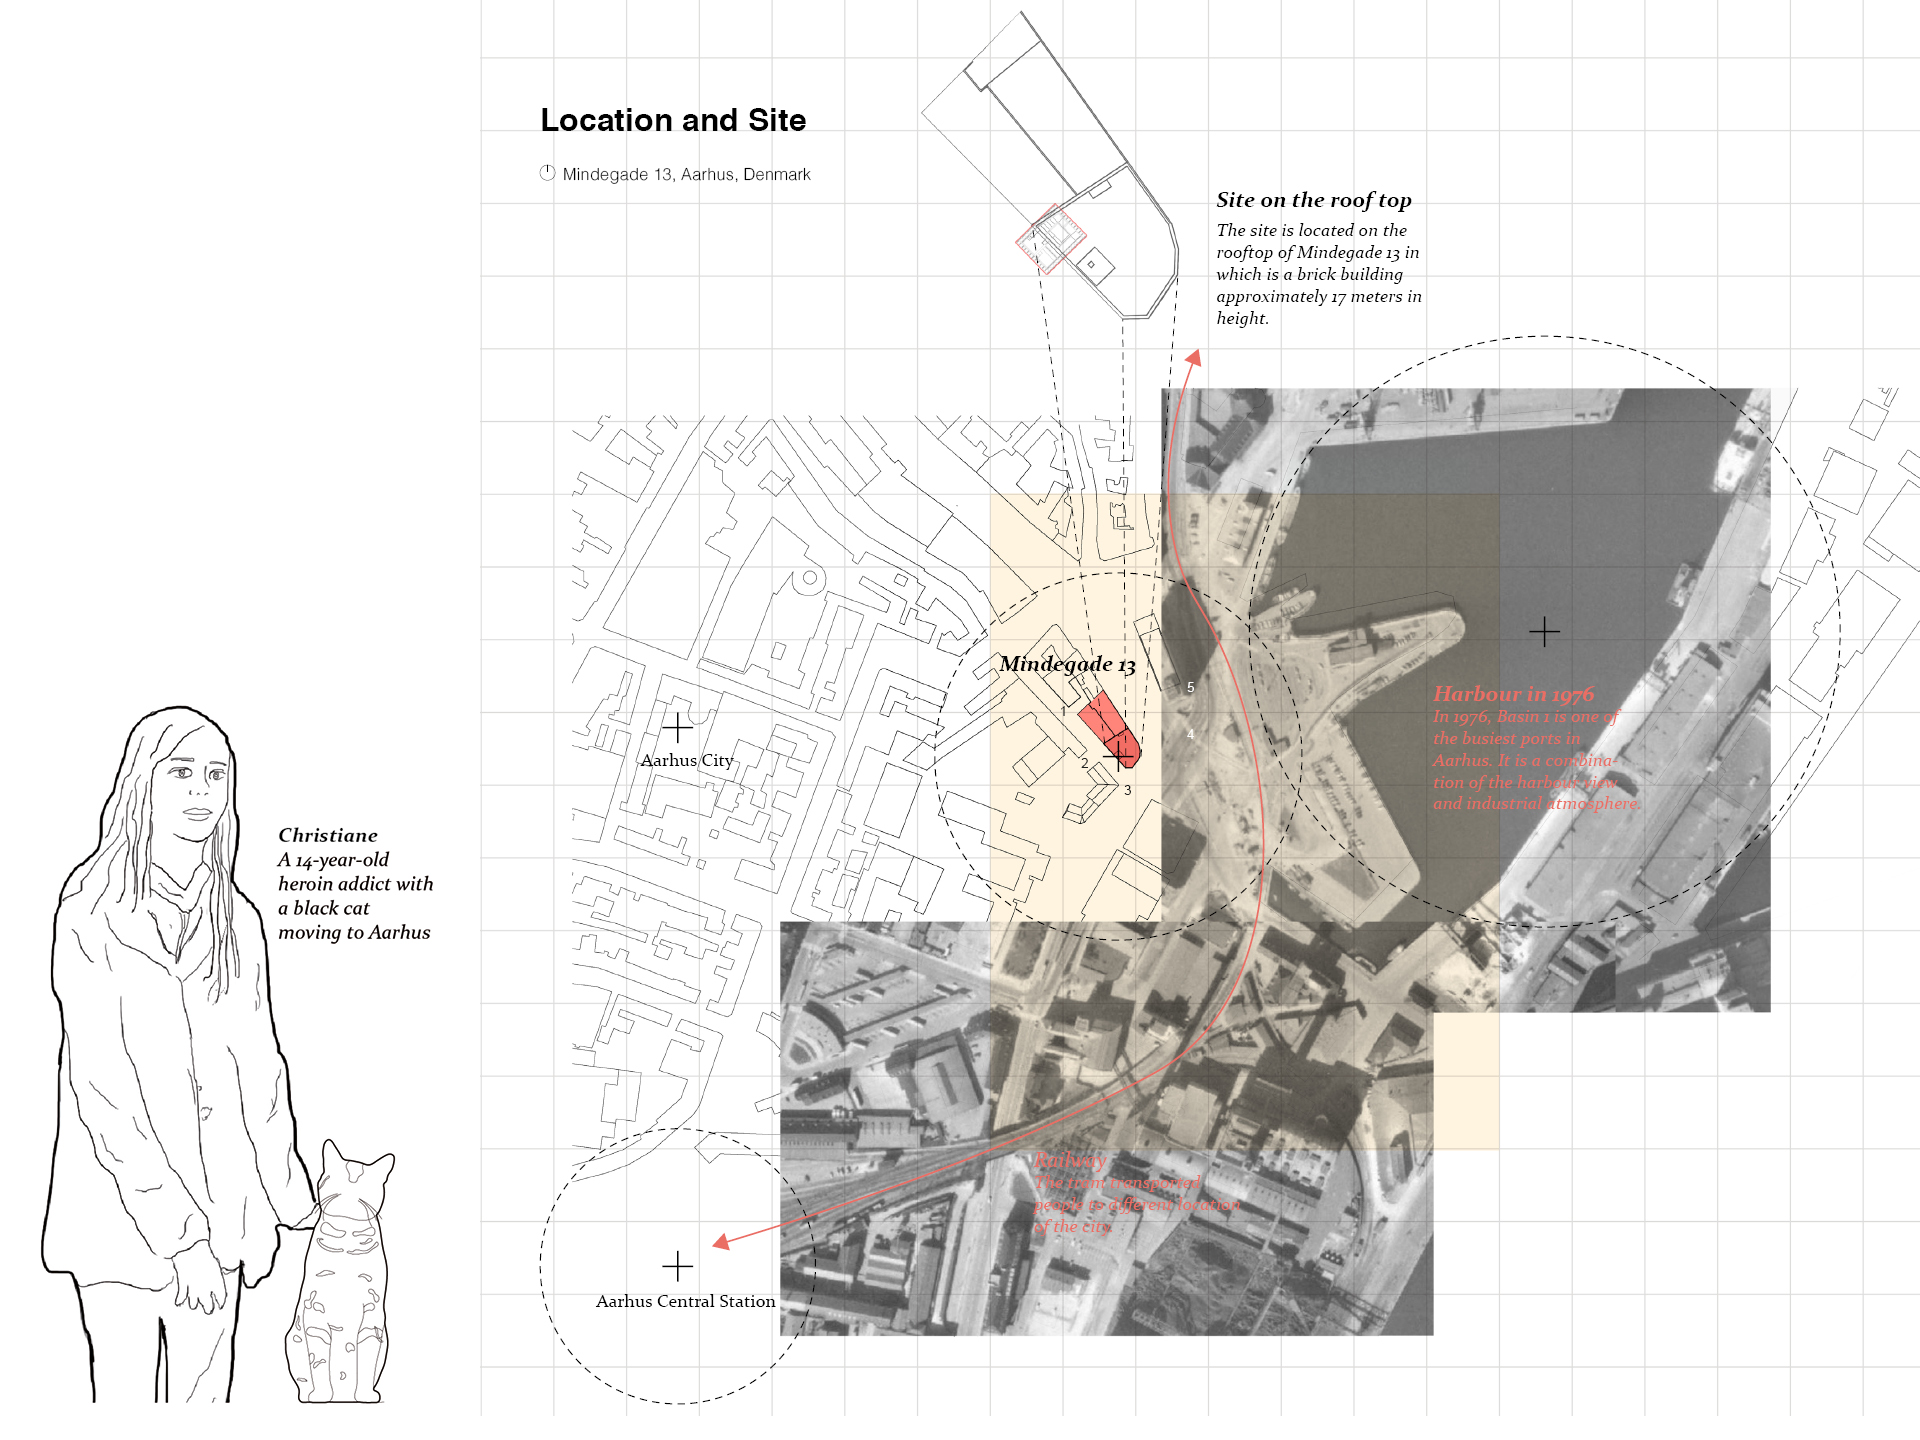 Location and Site
Mindegade 13, Aarhus, Denmark
Site on the roof top
The site is located on the
rooftop of Mindegade 13 in
which is a brick building
approximately 17 meters in
height.
Mindegade 13
1
2
3
4
5
Aarhus City
Harbour in 1976
In 1976, Basin 1 is one of
the busiest ports in
Aarhus. It is a combina-
tion of the harbour view
and industrial atmosphere.
Christiane
A 14-year-old
heroin addict with
a black cat
moving to Aarhus
Railway
The tram transported
people to different location
of the city.
Aarhus Central Station